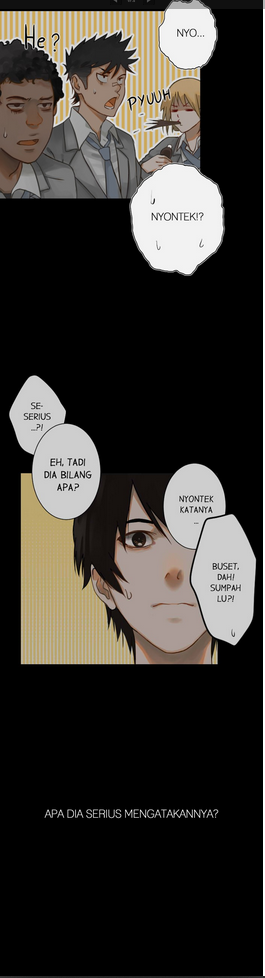 NYO...
He?
PYUUH
NYONTEK!?
SE-
SERIUS
...?!
EH, TADI
DIA BILANG
APA?
NYONTEK
KATANYA
...
BUSET,
DAH!
SUMPAH
LU?!
APA DIA SERIUS MENGATAKANNYA?